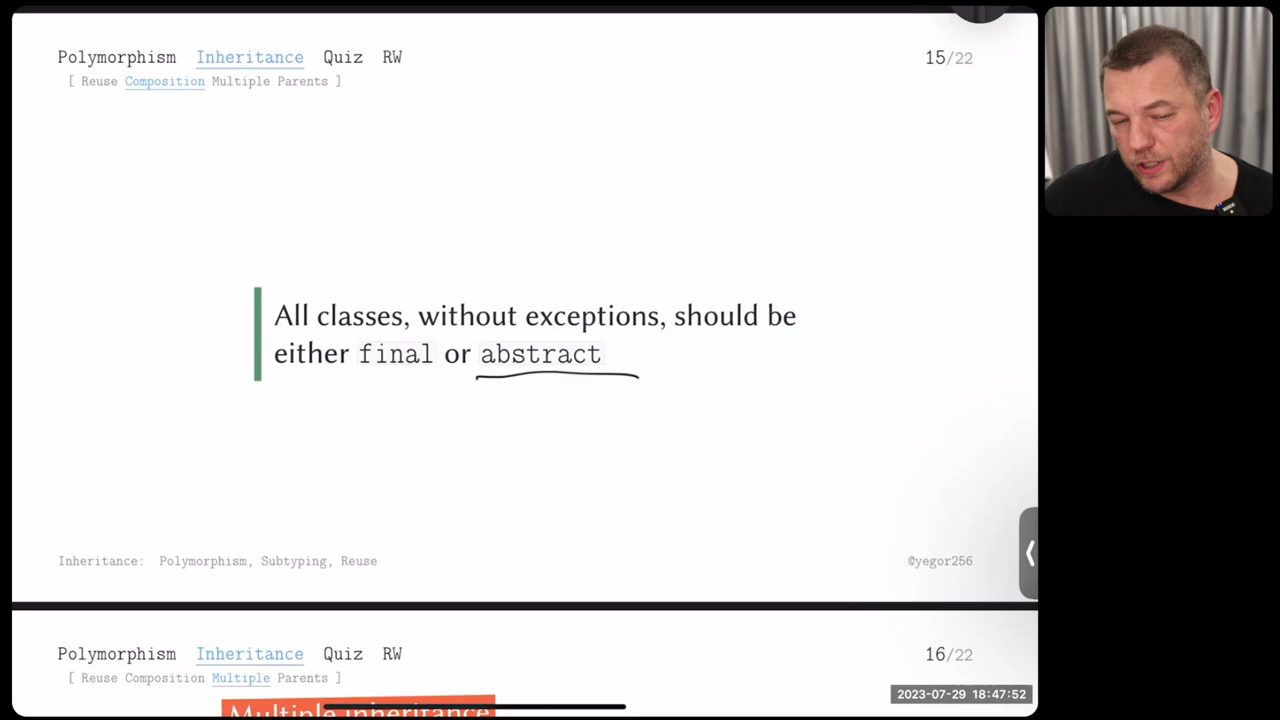 Polymorphism Inheritance Quiz RW
15/22
[ Reuse Composition Multiple Parents ]
All classes, without exceptions, should be
either final or abstract
Inheritance: Polymorphism, Subtyping, Reuse
@yegor256
Polymorphism Inheritance Quiz RW
16/22
[ Reuse Composition Multiple Parents ]
2023-07-29 18:47:52
Multiple Inheritance